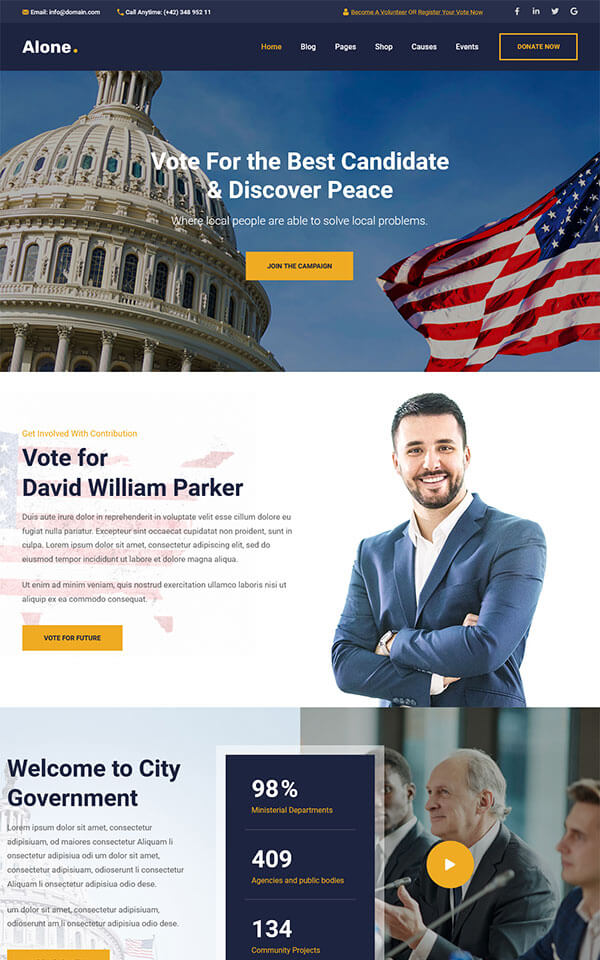 Email: info@domain.com
Call Anytime: (+42) 348 952 11
Become A Volunteer OR Register Your Vote Now
Alone.
Home Blog Pages Shop Causes Events
DONATE NOW
Vote For the Best Candidate
& Discover Peace
Where local people are able to solve local problems.
JOIN THE CAMPAIGN
Get Involved With Contribution
Vote for
David William Parker
Duis aute irure dolor in reprehenderit in voluptate velit esse cillum dolore eu
fugiat nulla pariatur. Excepteur sint occaecat cupidatat non proident, sunt in
culpa. Lorem ipsum dolor sit amet, consectetur adipiscing elit, sed do
eiusmod tempor incididunt ut labore et dolore magna aliqua.
Ut enim ad minim veniam, quis nostrud exercitation ullamco laboris nisi ut
aliquip ex ea commodo consequat.
VOTE FOR FUTURE
Welcome to City
Government
Lorem ipsum dolor sit amet, consectetur
adipisiuam, od maiores consectetur Aliquam li
onsectetur adipisiua odi dolor sit amet,
consectetur adipisiuam, odioserunt li consectetur
Aliquam li onsectetur adipisiua odio dese.
um dolor sit amet, consectetur adipisiuam,
odioserunt am li onsectetur adipisiua odio dese.
98%
Ministerial Departments
409
Agencies and public bodies
134
Community Projects